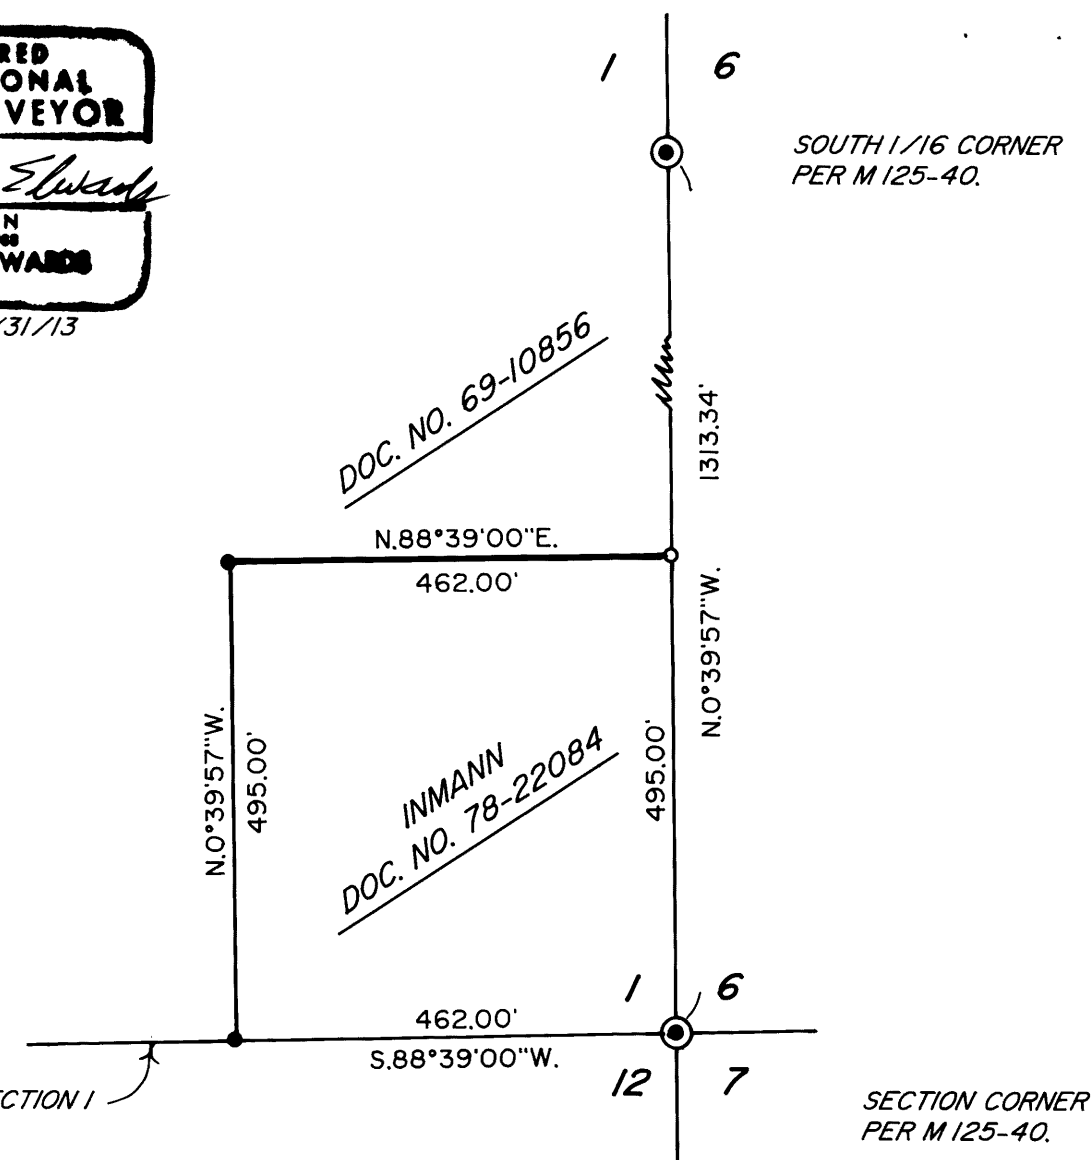 RED
ONAL
VEYOR
Edwards
N
WARDS
/31/13
1 6
SOUTH 1/16 CORNER
PER M 125-40.
DOC. NO. 69-10856
1313.34'
N.88°39'00"E.
462.00'
N.0°39'57"W.
N.0°39'57"W.
495.00'
495.00'
INMANN
DOC. NO. 78-22084
1 6
462.00'
S.88°39'00"W.
12 7
CTION 1
SECTION CORNER
PER M 125-40.